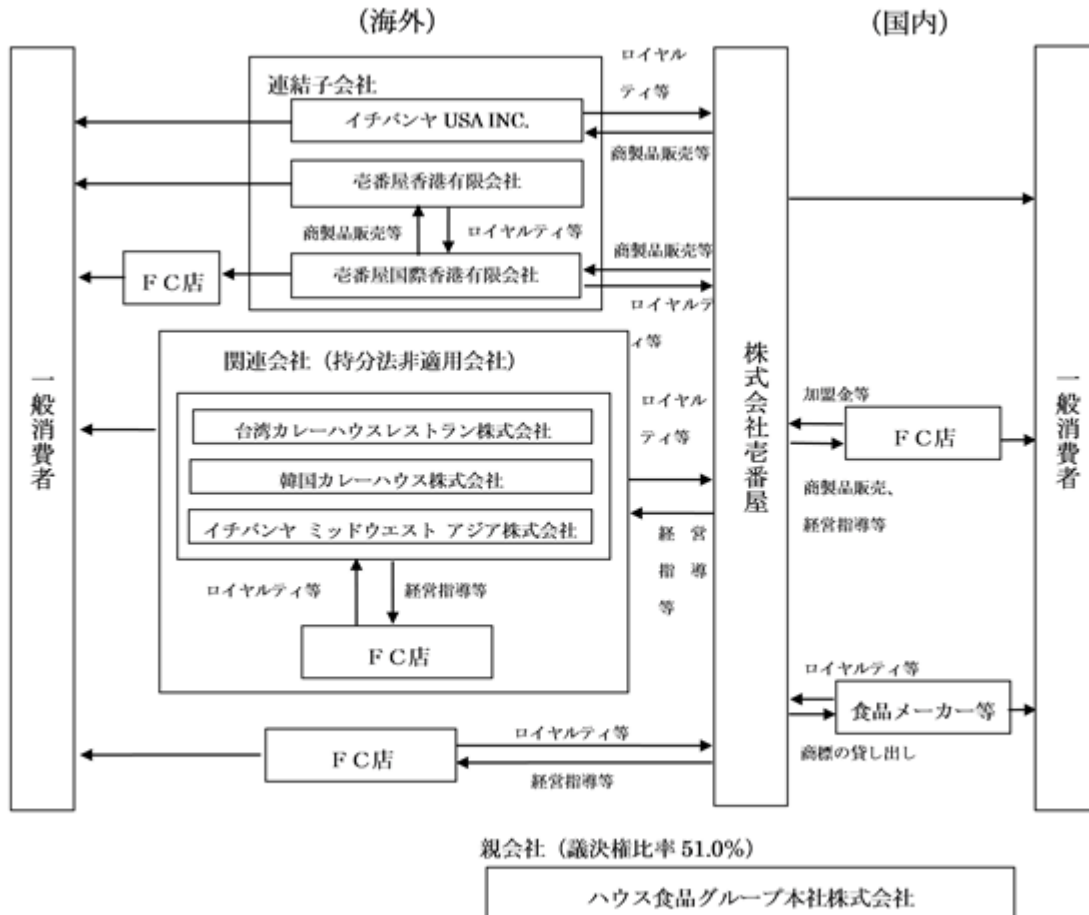 (海外)
(国内)
一般消費者
連結子会社
イチバンヤ USA INC.
ロイヤル
ティ等
商製品販売等
壱番屋香港有限会社
商製品販売等
ロイヤルティ等
壱番屋国際香港有限会社
商製品販売等
ロイヤルテ
ィ等
FC店
関連会社(持分法非適用会社)
台湾カレーハウスレストラン株式会社
韓国カレーハウス株式会社
イチバンヤ ミッドウエスト アジア株式会社
ロイヤル
ティ等
経 営
指 導
等
ロイヤルティ等
経営指導等
FC店
FC店
ロイヤルティ等
経営指導等
株式会社壱番屋
加盟金等
FC店
商製品販売、
経営指導等
ロイヤルティ等
食品メーカー等
商標の貸し出し
一般消費者
親会社(議決権比率 51.0%)
ハウス食品グループ本社株式会社